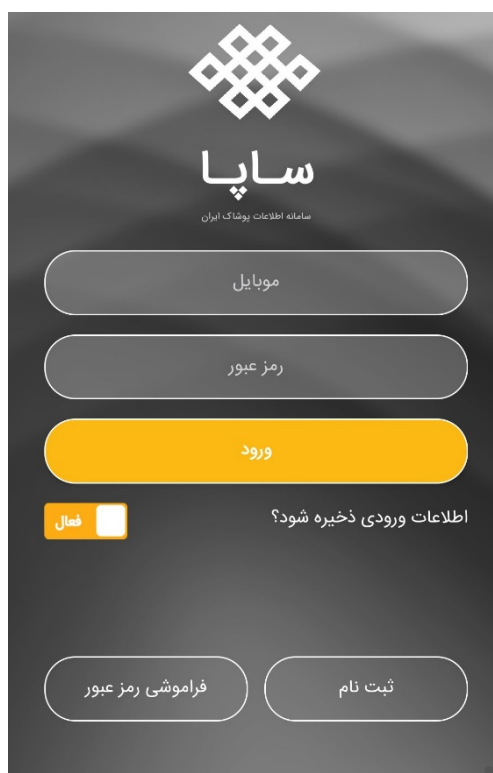 ساپا
سامانه اطلاعات پوشاک ایران
موبایل
رمز عبور
ورود
اطلاعات ورودی ذخیره شود؟ فعال
ثبت نام فراموشی رمز عبور